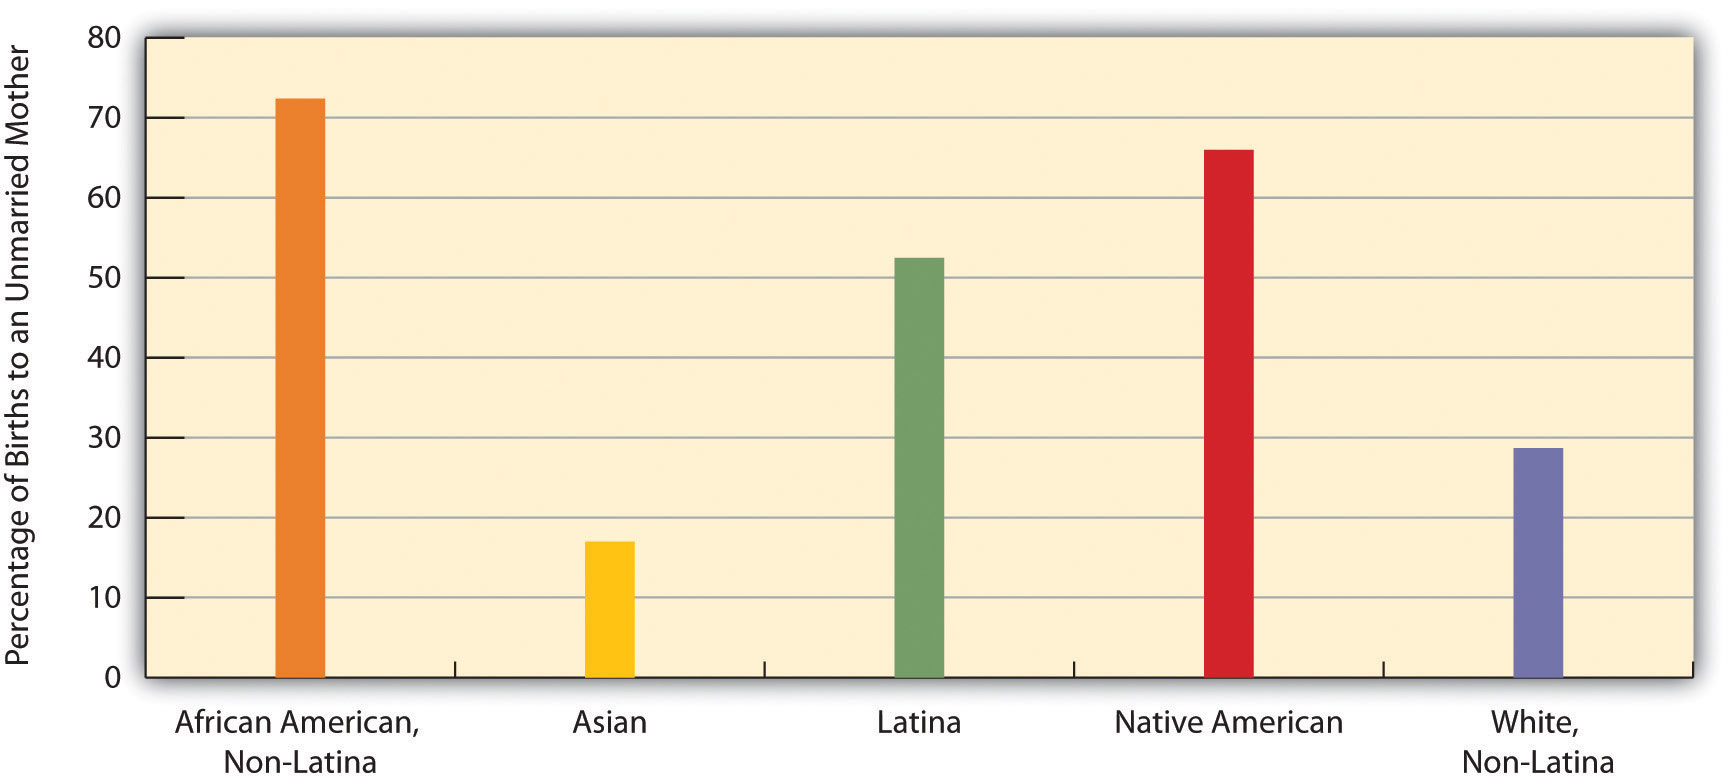 Percentage of Births to an Unmarried Mother
80
70
60
50
40
30
20
10
0
African American,
Non-Latina
Asian
Latina
Native American
White,
Non-Latina